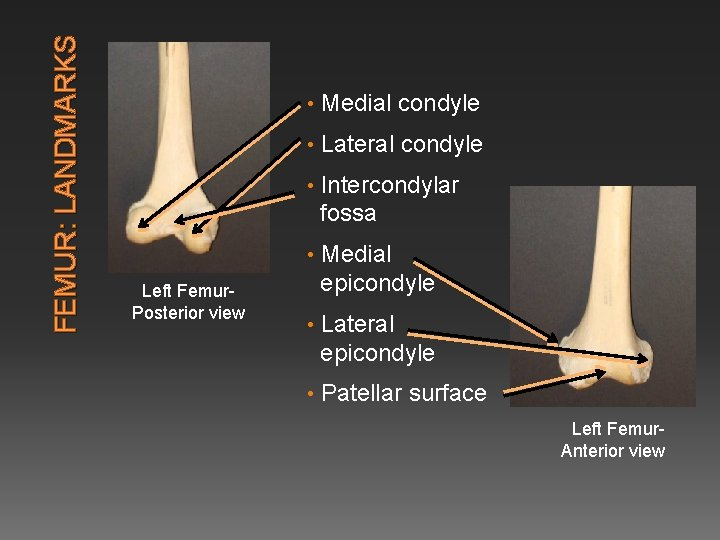 FEMUR: LANDMARKS
• Medial condyle
• Lateral condyle
• Intercondylar
fossa
• Medial
epicondyle
• Lateral
epicondyle
• Patellar surface
Left Femur-
Posterior view
Left Femur-
Anterior view